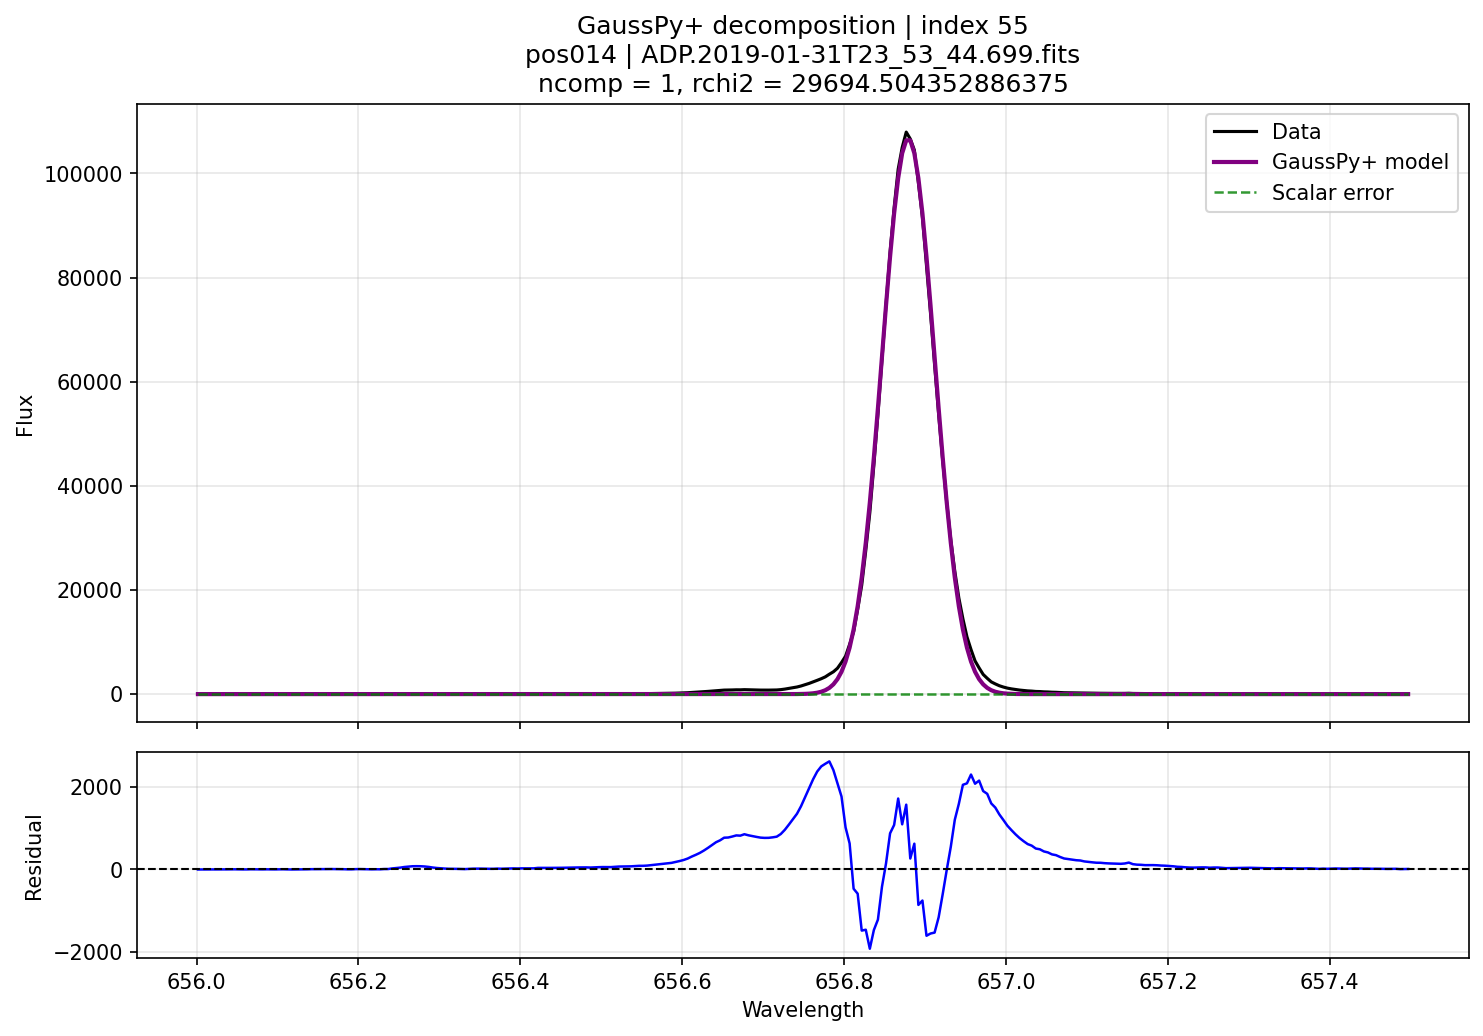 GaussPy+ decomposition | index 55
pos014 | ADP.2019-01-31T23_53_44.699.fits
ncomp = 1, rchi2 = 29694.504352886375
Data
GaussPy+ model
Scalar error
100000
80000
60000
40000
20000
0
Flux
2000
0
−2000
Residual
656.0 656.2 656.4 656.6 656.8 657.0 657.2 657.4
Wavelength